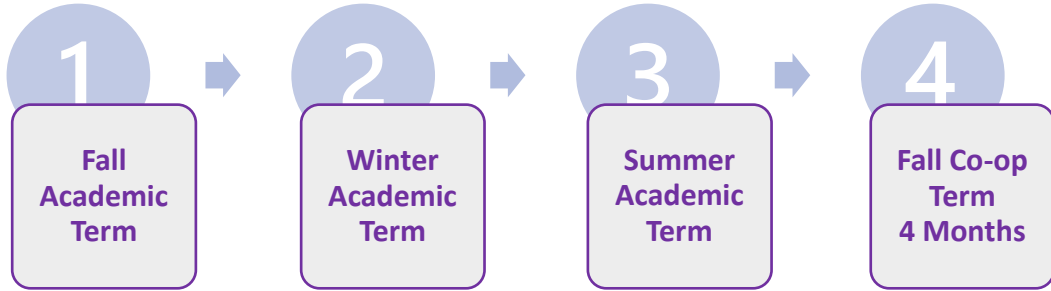 1
Fall
Academic
Term
2
Winter
Academic
Term
3
Summer
Academic
Term
4
Fall Co-op
Term
4 Months